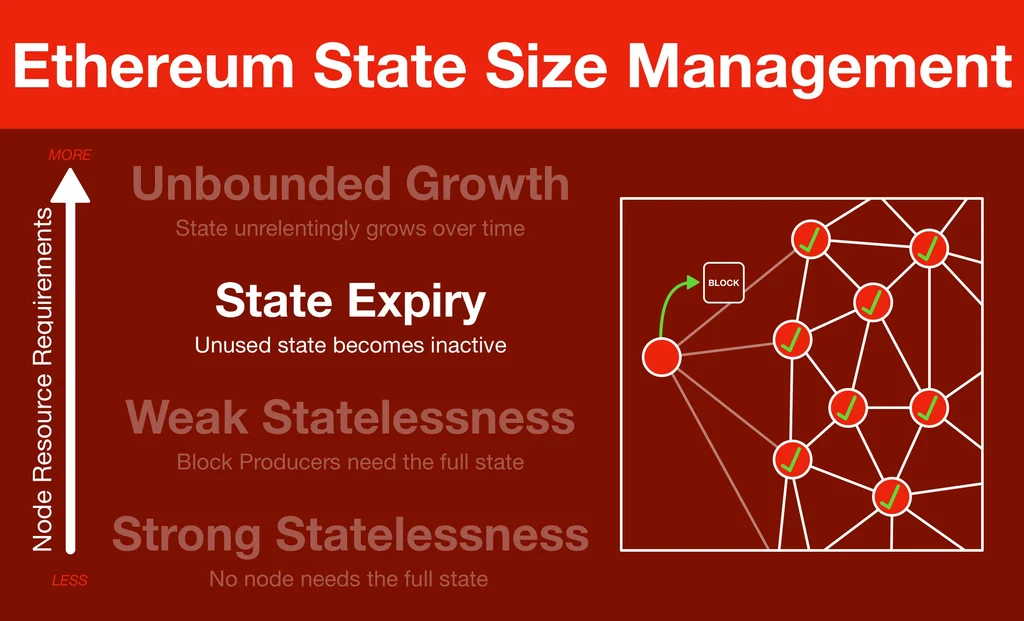 Ethereum State Size Management
MORE
Node Resource Requirements
LESS
Unbounded Growth
State unrelentingly grows over time
State Expiry
Unused state becomes inactive
Weak Statelessness
Block Producers need the full state
Strong Statelessness
No node needs the full state
BLOCK